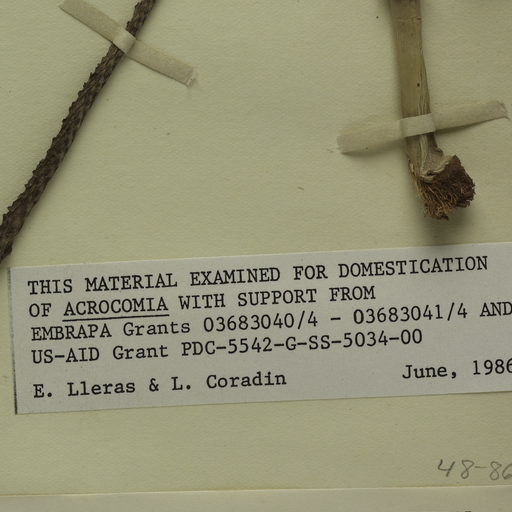 THIS MATERIAL EXAMINED FOR DOMESTICATION
OF ACROCOMIA WITH SUPPORT FROM
EMBRAPA Grants 03683040/4 - 03683041/4 AND
US-AID Grant PDC-5542-G-SS-5034-00
E. Lleras & L. Coradin June, 1986
48-86